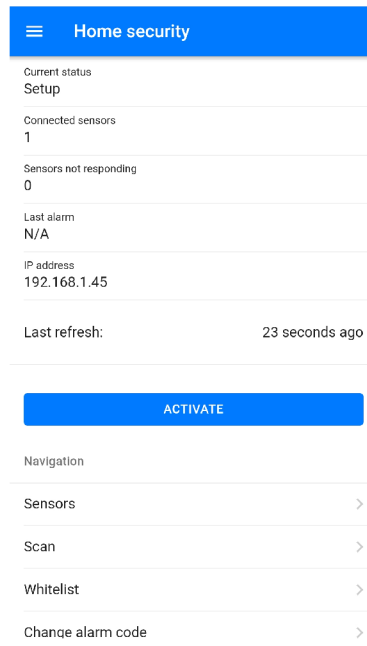 Home security
Current status
Setup
Connected sensors
1
Sensors not responding
0
Last alarm
N/A
IP address
192.168.1.45
Last refresh: 23 seconds ago
ACTIVATE
Navigation
Sensors
Scan
Whitelist
Change alarm code